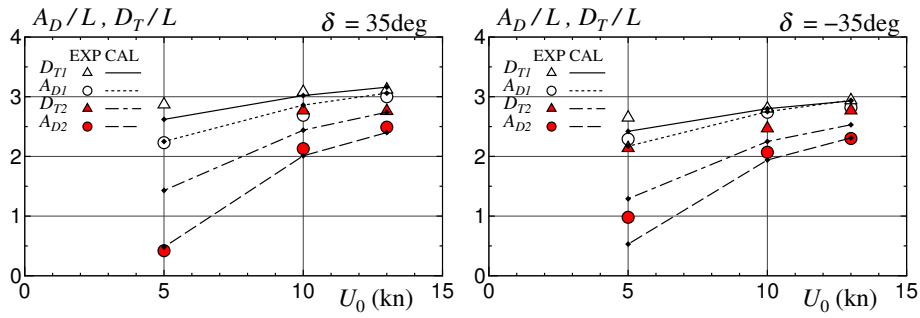 A_D/L , D_T/L δ = 35deg
4
3
2
1
0
EXP CAL
D_T1
A_D1
D_T2
A_D2
0 5 10 15
U_0 (kn)
A_D/L , D_T/L δ = −35deg
4
3
2
1
0
EXP CAL
D_T1
A_D1
D_T2
A_D2
0 5 10 15
U_0 (kn)